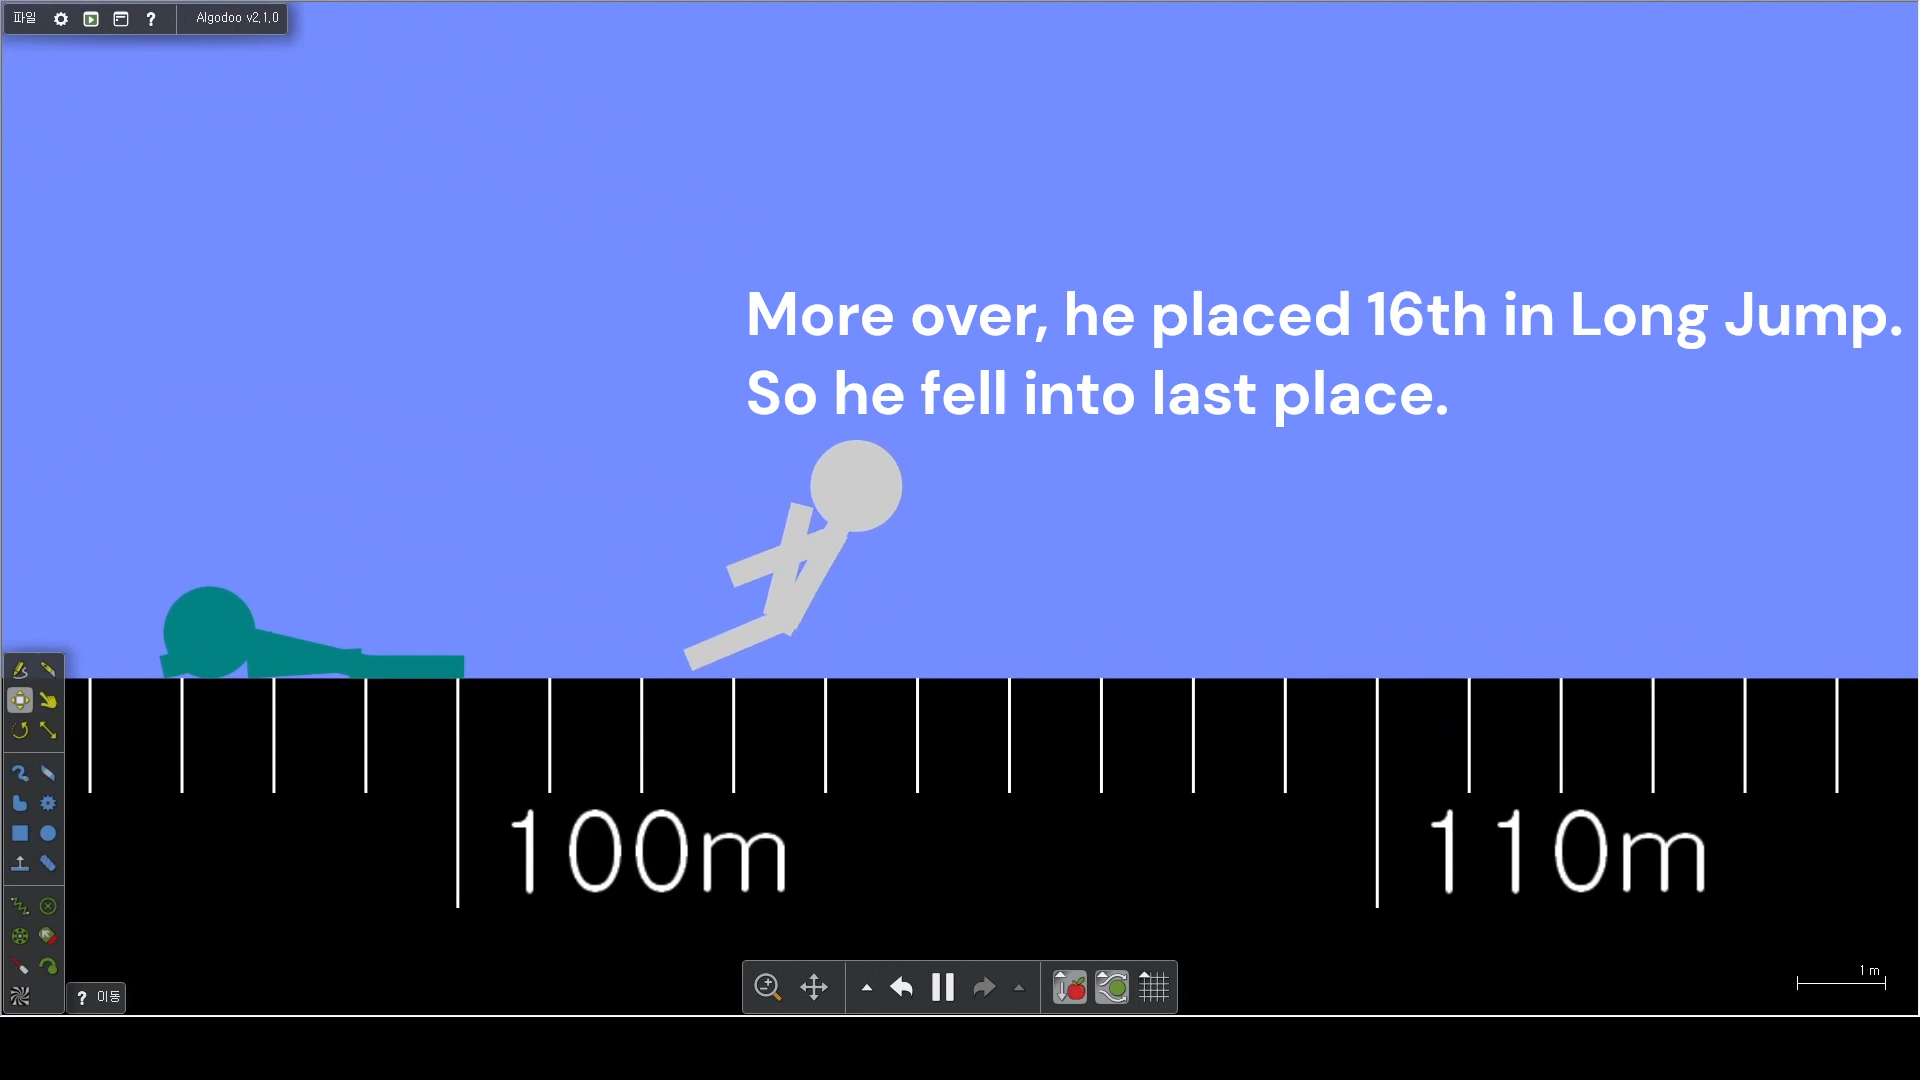 파일
?
Algodoo v2.1.0
More over, he placed 16th in Long Jump.
So he fell into last place.
100m
110m
1 m
? 이동